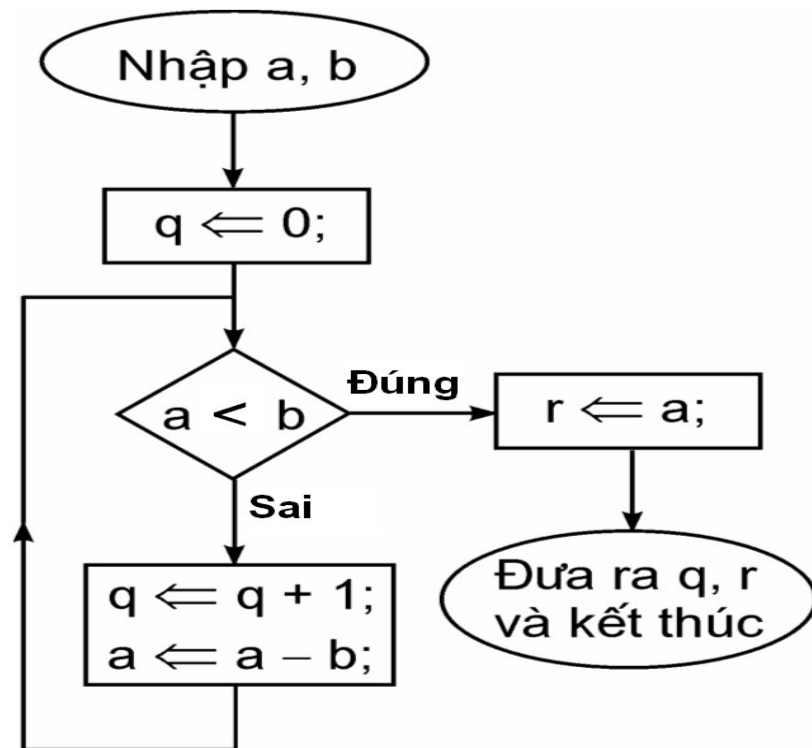 Nhập a, b
q ⇐ 0;
a < b
Đúng
r ⇐ a;
Sai
q ⇐ q + 1;
a ⇐ a – b;
Đưa ra q, r
và kết thúc